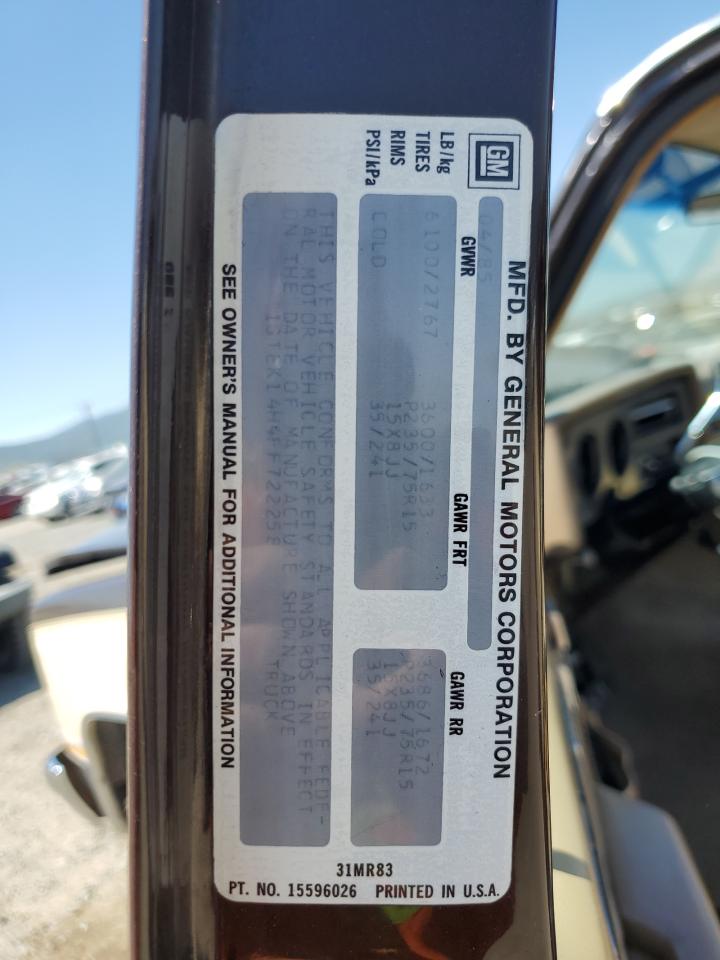 GM
MFD. BY GENERAL MOTORS CORPORATION
04/85
GVWR GAWR FRT GAWR RR
LB/kg 6100/2767 3600/1633 3686/1672
TIRES P235/75R15 P235/75R15
RIMS 15X8JJ 15X8JJ
PSI/kPa COLD 35/241 35/241
THIS VEHICLE CONFORMS TO ALL APPLICABLE FEDE-
RAL MOTOR VEHICLE SAFETY STANDARDS IN EFFECT
ON THE DATE OF MANUFACTURE SHOWN ABOVE
TRUCK
SEE OWNER'S MANUAL FOR ADDITIONAL INFORMATION
31MR83
PT. NO. 15596026 PRINTED IN U.S.A.